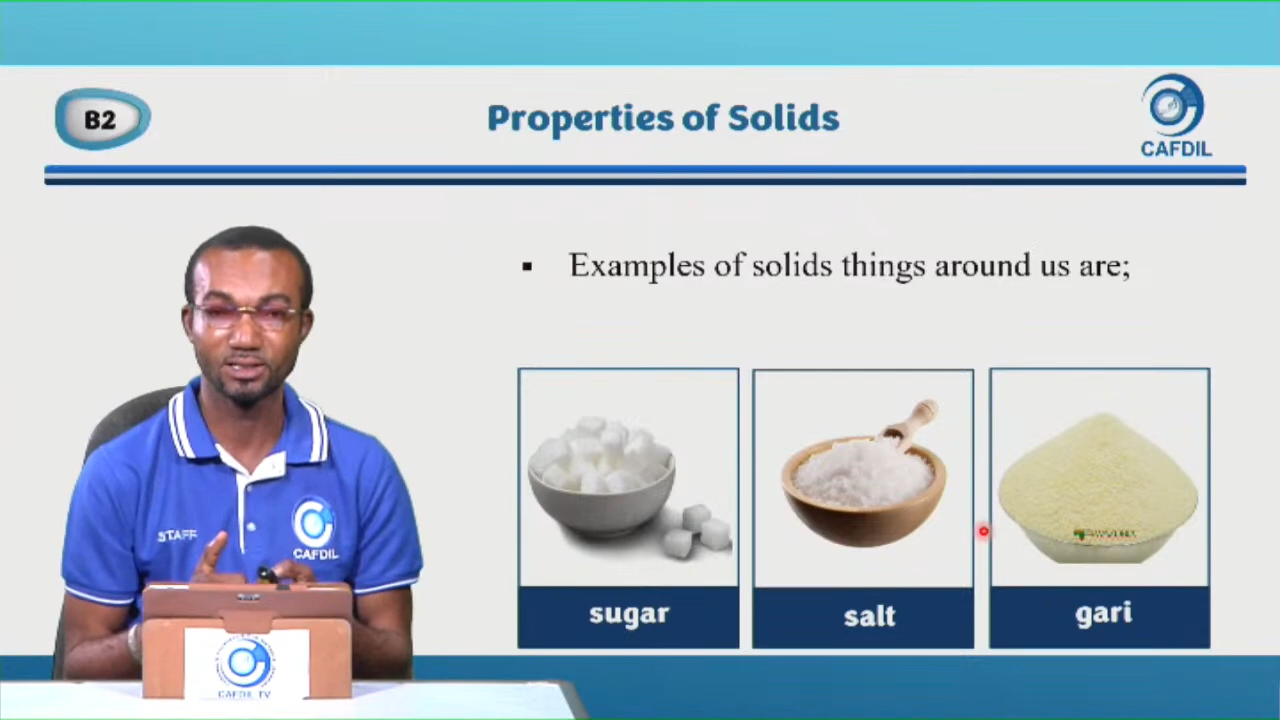 B2
Properties of Solids
CAFDIL
▪ Examples of solids things around us are;
STAFF
CAFDIL
sugar
salt
gari
CAFDIL TV